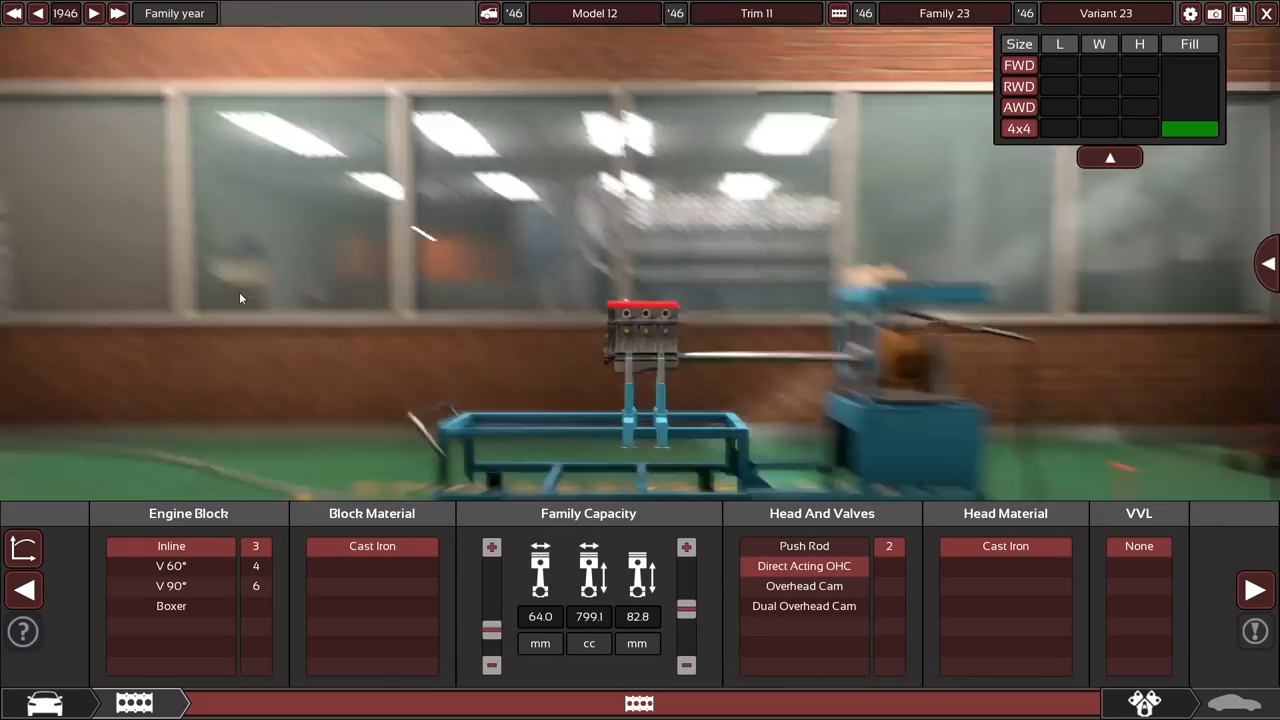 1946 Family year '46 Model 12 '46 Trim 11 '46 Family 23 '46 Variant 23
Size L W H Fill
FWD
RWD
AWD
4x4
Engine Block Block Material Family Capacity Head And Valves Head Material VVL
Inline 3 Cast Iron Push Rod 2 Cast Iron None
V 60° 4 Direct Acting OHC
V 90° 6 Overhead Cam
Boxer Dual Overhead Cam
64.0 799.1 82.8
mm cc mm